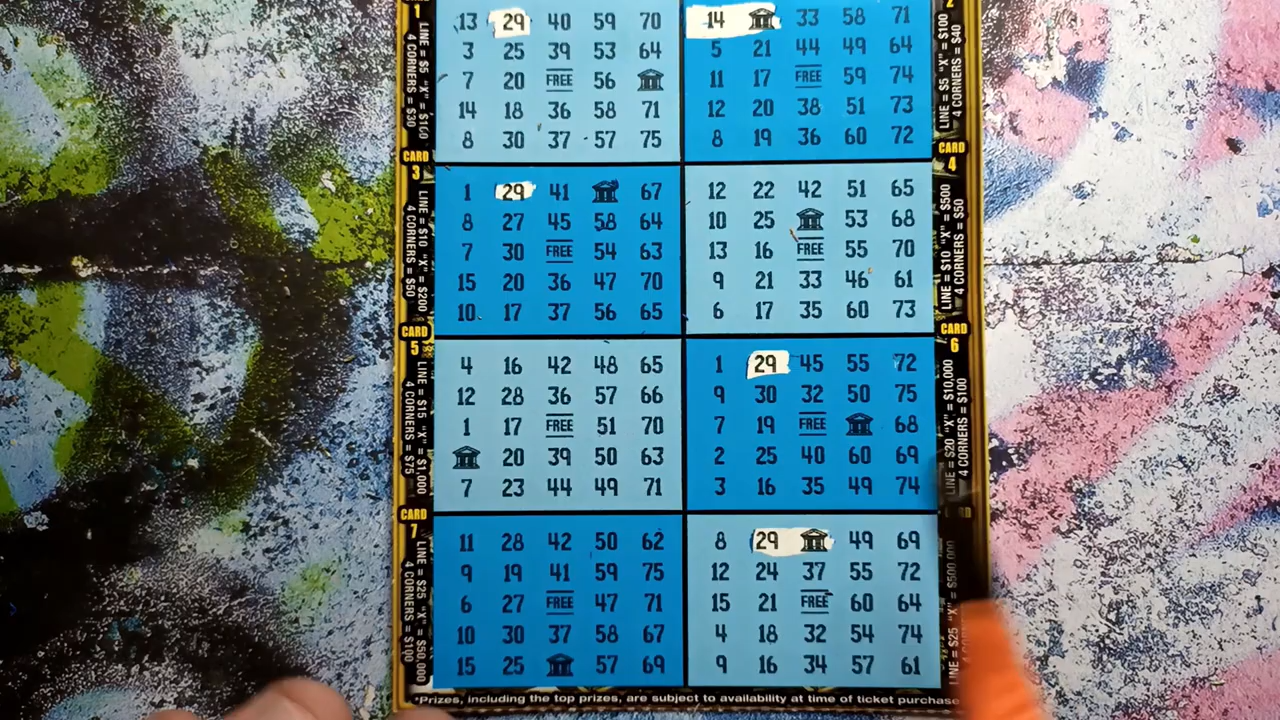 CARD
1
LINE = $5 "X" = $100
4 CORNERS = $30
13 29 40 59 70
3 25 39 53 64
7 20 FREE 56
14 18 36 58 71
8 30 37 57 75
2
LINE = $5 "X" = $100
4 CORNERS = $40
14 33 58 71
5 21 44 49 64
11 17 FREE 59 74
12 20 38 51 73
8 19 36 60 72
CARD
3
LINE = $10 "X" = $200
4 CORNERS = $50
1 29 41 67
8 27 45 58 64
7 30 FREE 54 63
15 20 36 47 70
10 17 37 56 65
CARD
4
LINE = $10 "X" = $500
4 CORNERS = $50
12 22 42 51 65
10 25 53 68
13 16 FREE 55 70
9 21 33 46 61
6 17 35 60 73
CARD
5
LINE = $15 "X" = $1,000
4 CORNERS = $75
4 16 42 48 65
12 28 36 57 66
1 17 FREE 51 70
20 39 50 63
7 23 44 49 71
CARD
6
LINE = $20 "X" = $10,000
4 CORNERS = $100
1 29 45 55 72
9 30 32 50 75
7 19 FREE 68
2 25 40 60 69
3 16 35 49 74
CARD
7
LINE = $25 "X" = $50,000
4 CORNERS = $100
11 28 42 50 62
9 19 41 59 75
6 27 FREE 47 71
10 30 37 58 67
15 25 57 69
LINE = $25 "X" = $500,000
8 29 49 69
12 24 37 55 72
15 21 FREE 60 64
4 18 32 54 74
9 16 34 57 61
*Prizes, including the top prizes, are subject to availability at time of ticket purchase